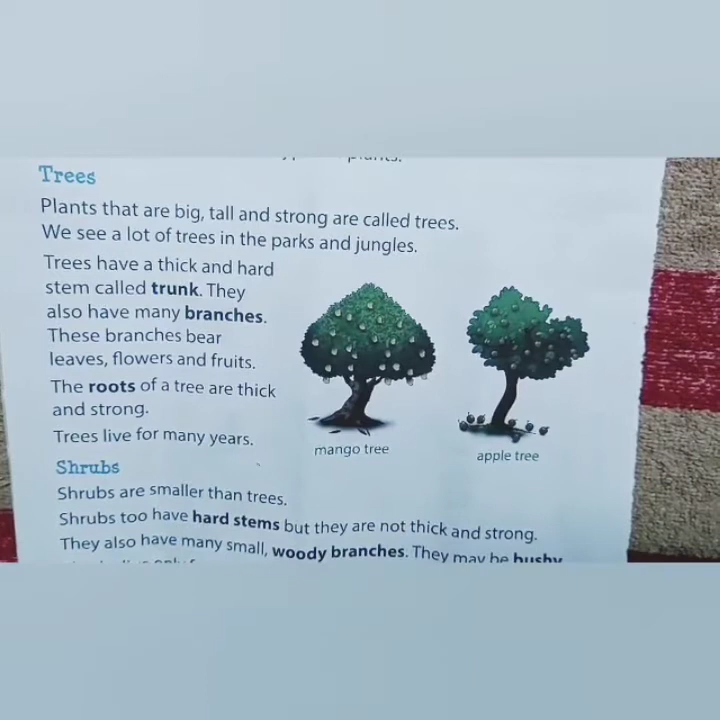 Trees
Plants that are big, tall and strong are called trees.
We see a lot of trees in the parks and jungles.
Trees have a thick and hard
stem called trunk. They
also have many branches.
These branches bear
leaves, flowers and fruits.
The roots of a tree are thick
and strong.
Trees live for many years.
mango tree
apple tree
Shrubs
Shrubs are smaller than trees.
Shrubs too have hard stems but they are not thick and strong.
They also have many small, woody branches. They may be bushy